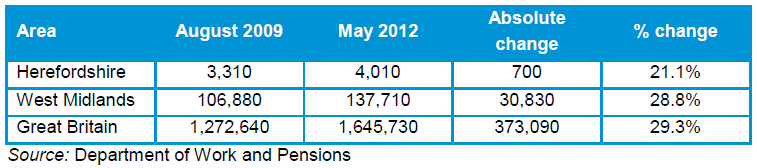 Area August 2009 May 2012 Absolute change % change
Herefordshire 3,310 4,010 700 21.1%
West Midlands 106,880 137,710 30,830 28.8%
Great Britain 1,272,640 1,645,730 373,090 29.3%
Source: Department of Work and Pensions